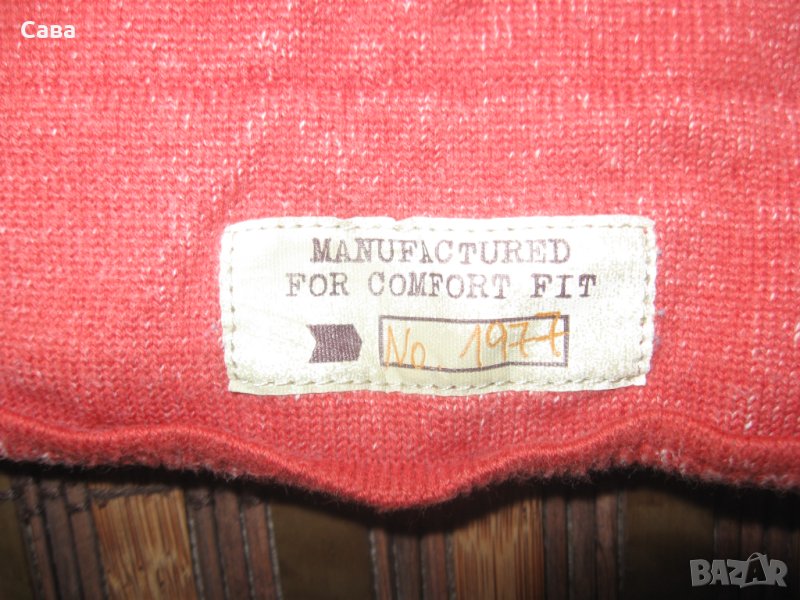 Сава
MANUFACTURED
FOR COMFORT FIT
No. 1977
BAZAR